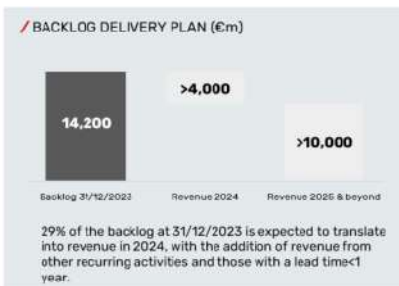 / BACKLOG DELIVERY PLAN (€m)
14,200
>4,000
>10,000
Backlog 31/12/2023
Revenue 2024
Revenue 2025 & beyond
29% of the backlog at 31/12/2023 is expected to translate
into revenue in 2024, with the addition of revenue from
other recurring activities and those with a lead time<1
year.